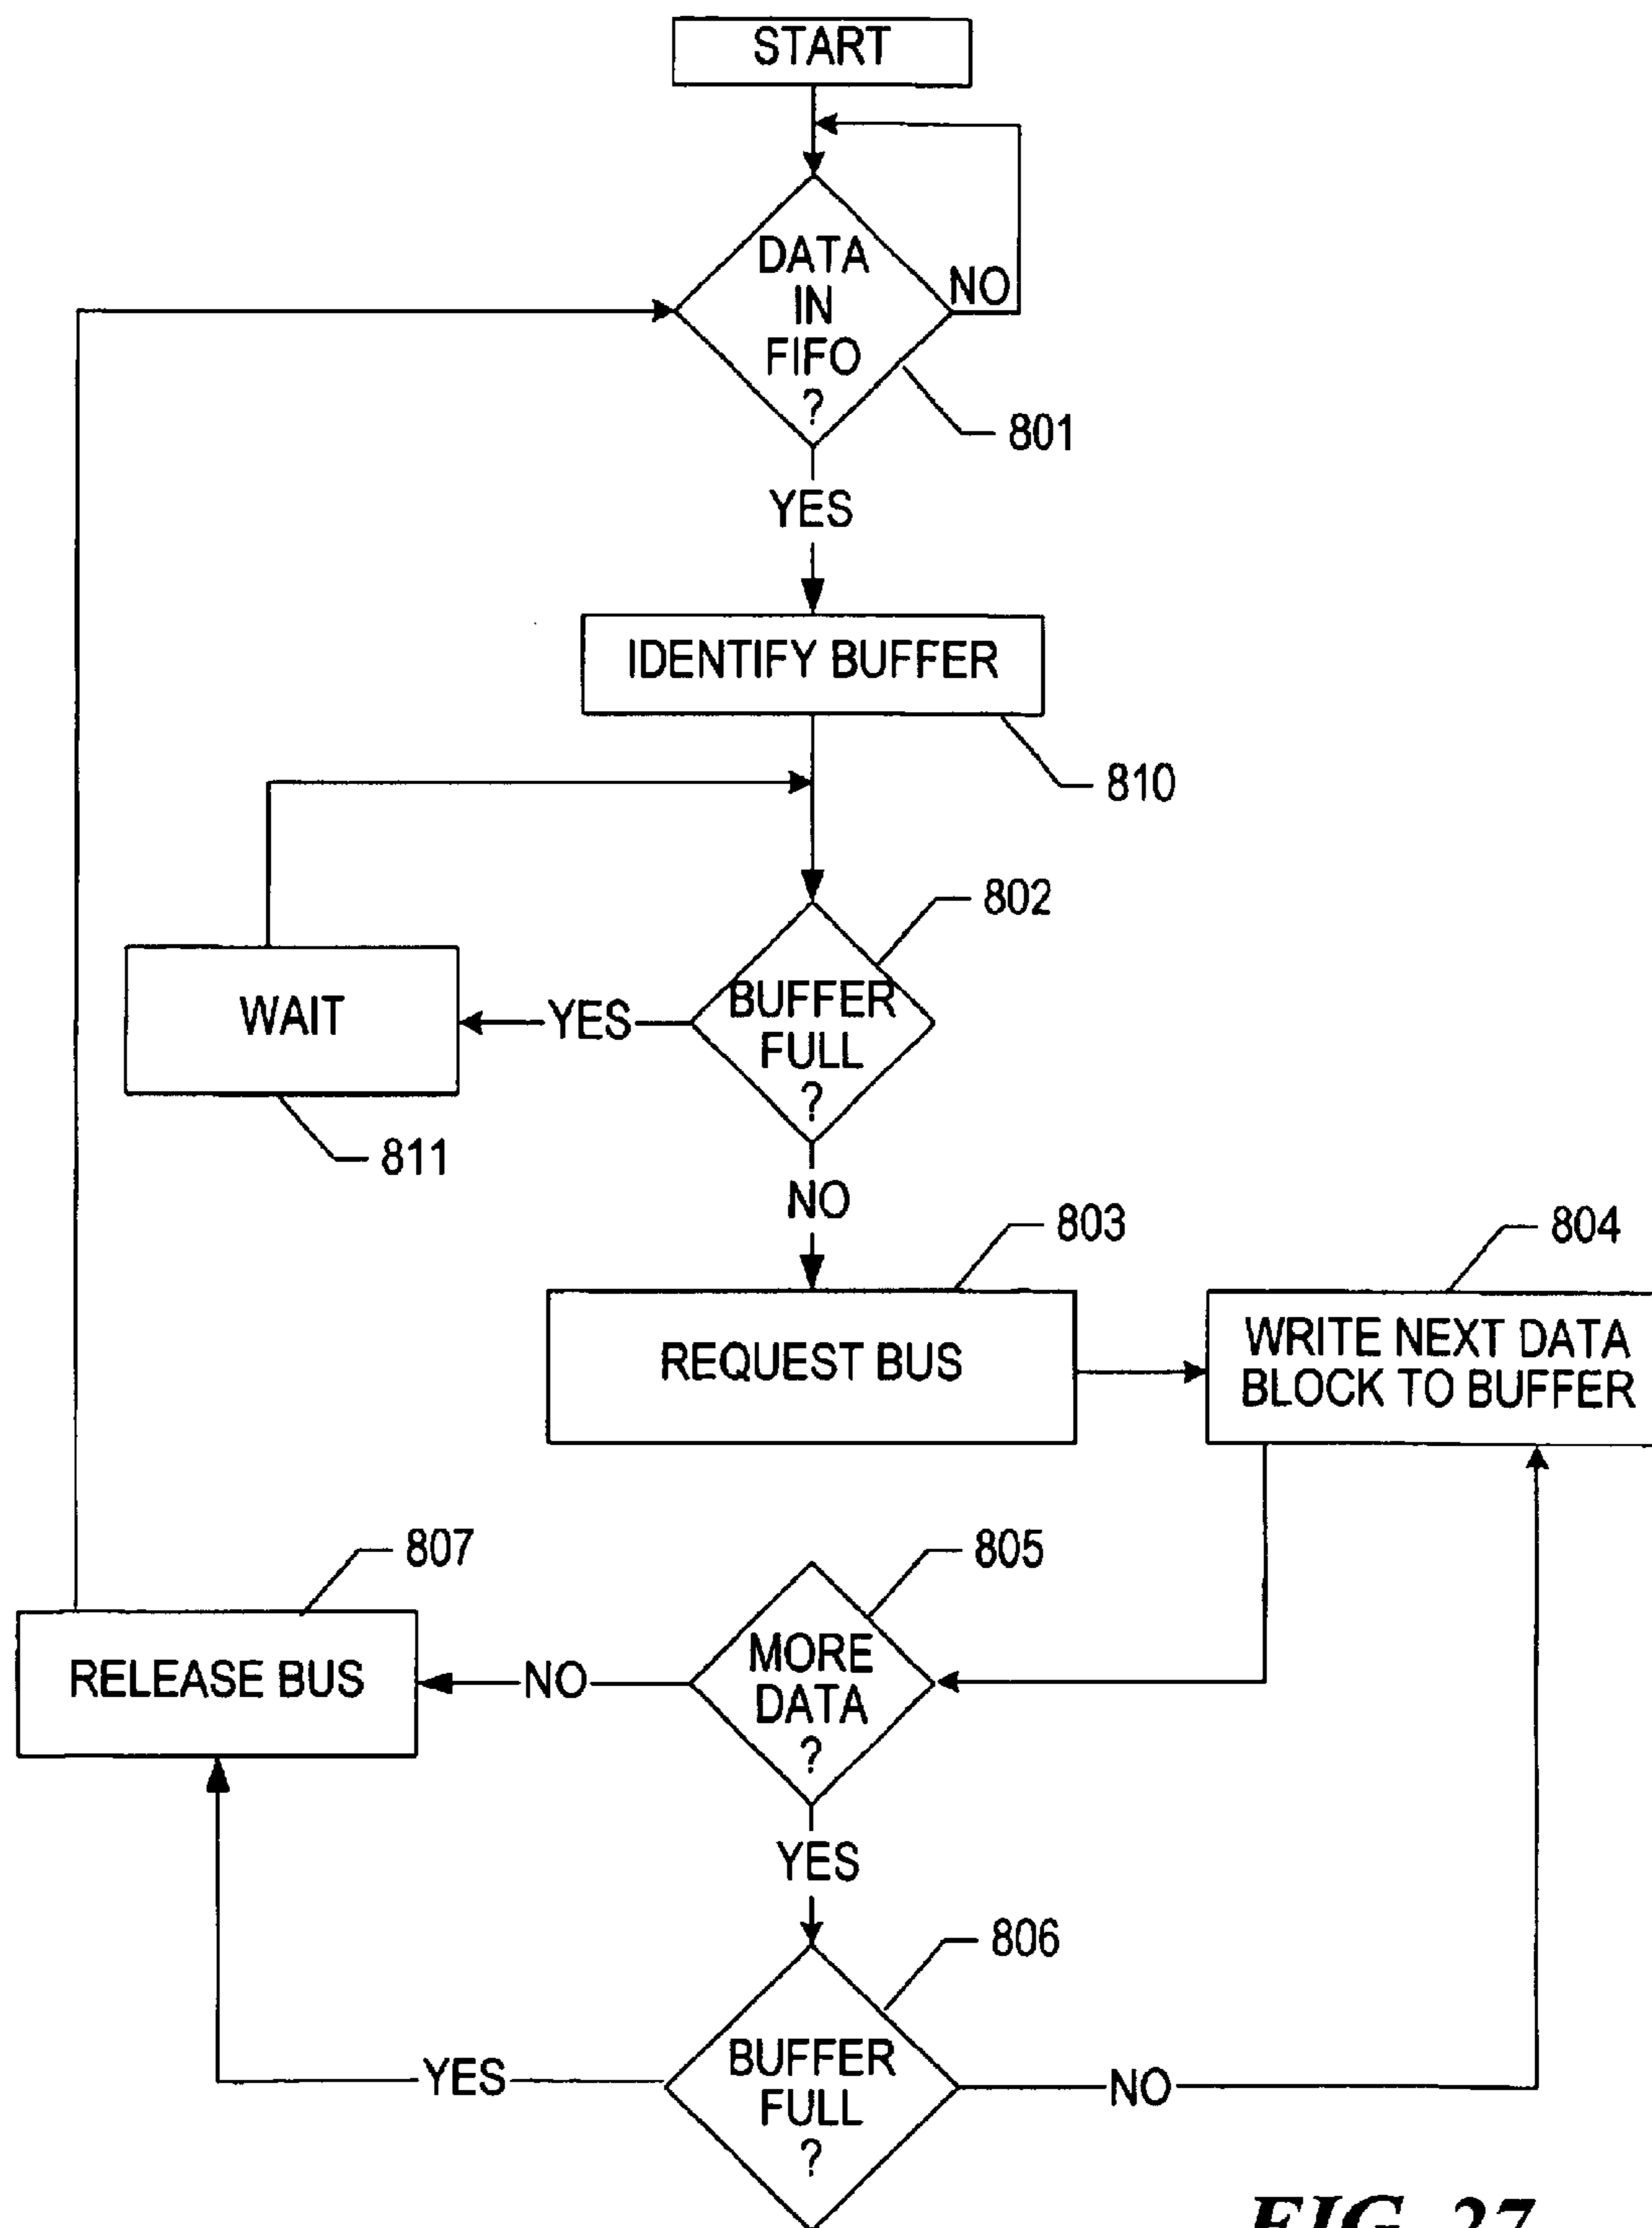 START
DATA
IN
FIFO
?
NO
801
YES
IDENTIFY BUFFER
810
802
BUFFER
FULL
?
YES
WAIT
811
NO
803
REQUEST BUS
804
WRITE NEXT DATA
BLOCK TO BUFFER
805
MORE
DATA
?
NO
807
RELEASE BUS
YES
806
BUFFER
FULL
?
YES
NO
FIG. 27